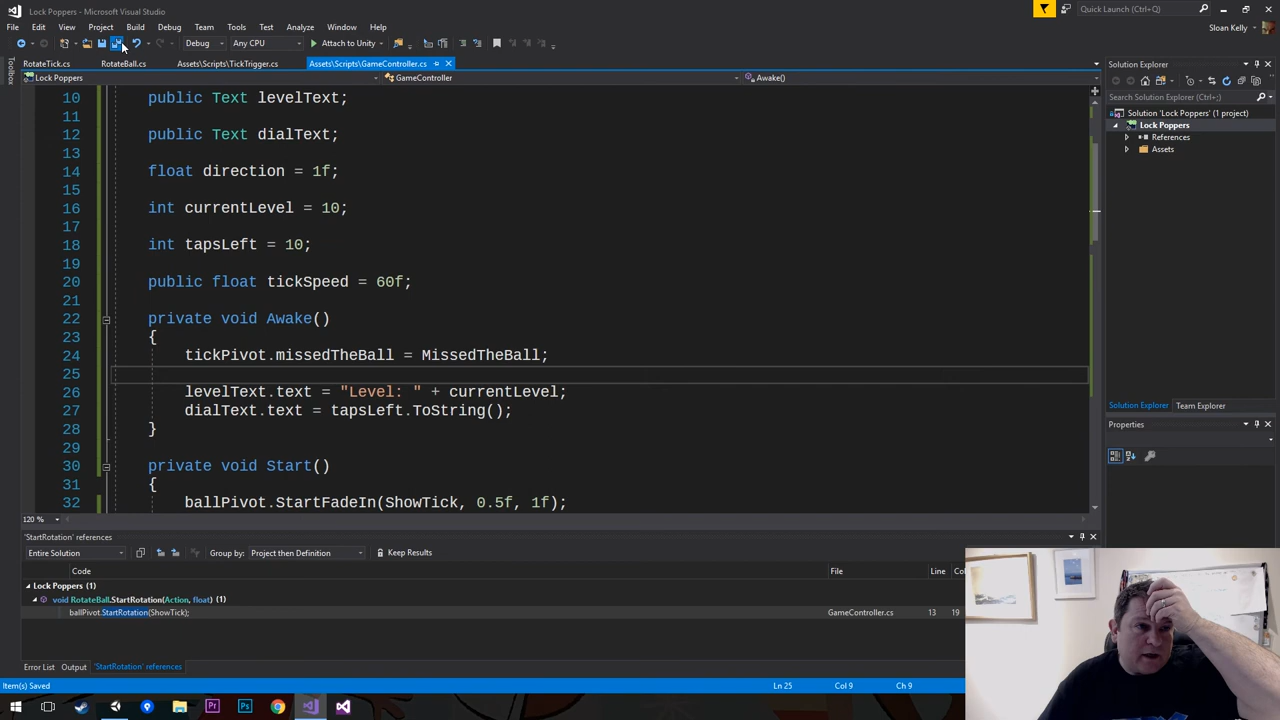 Lock Poppers - Microsoft Visual Studio
Quick Launch (Ctrl+;)
File Edit View Project Build Debug Team Tools Test Analyze Window Help
Sloan Kelly
Debug Any CPU Attach to Unity
RotateTick.cs RotateBall.cs Assets\Scripts\TickTrigger.cs Assets\Scripts\GameController.cs
Lock Poppers GameController Awake()
Toolbox
10 public Text levelText;
11
12 public Text dialText;
13
14 float direction = 1f;
15
16 int currentLevel = 10;
17
18 int tapsLeft = 10;
19
20 public float tickSpeed = 60f;
21
22 private void Awake()
23 {
24 tickPivot.missedTheBall = MissedTheBall;
25
26 levelText.text = "Level: " + currentLevel;
27 dialText.text = tapsLeft.ToString();
28 }
29
30 private void Start()
31 {
32 ballPivot.StartFadeIn(ShowTick, 0.5f, 1f);
120 %
Solution Explorer
Search Solution Explorer (Ctrl+;)
Solution 'Lock Poppers' (1 project)
Lock Poppers
References
Assets
Solution Explorer Team Explorer
Properties
'StartRotation' references
Entire Solution Group by: Project then Definition Keep Results
Code File Line Co
Lock Poppers (1)
void RotateBall.StartRotation(Action, float) (1)
ballPivot.StartRotation(ShowTick); GameController.cs 13 19
Error List Output 'StartRotation' references
Item(s) Saved Ln 25 Col 9 Ch 9